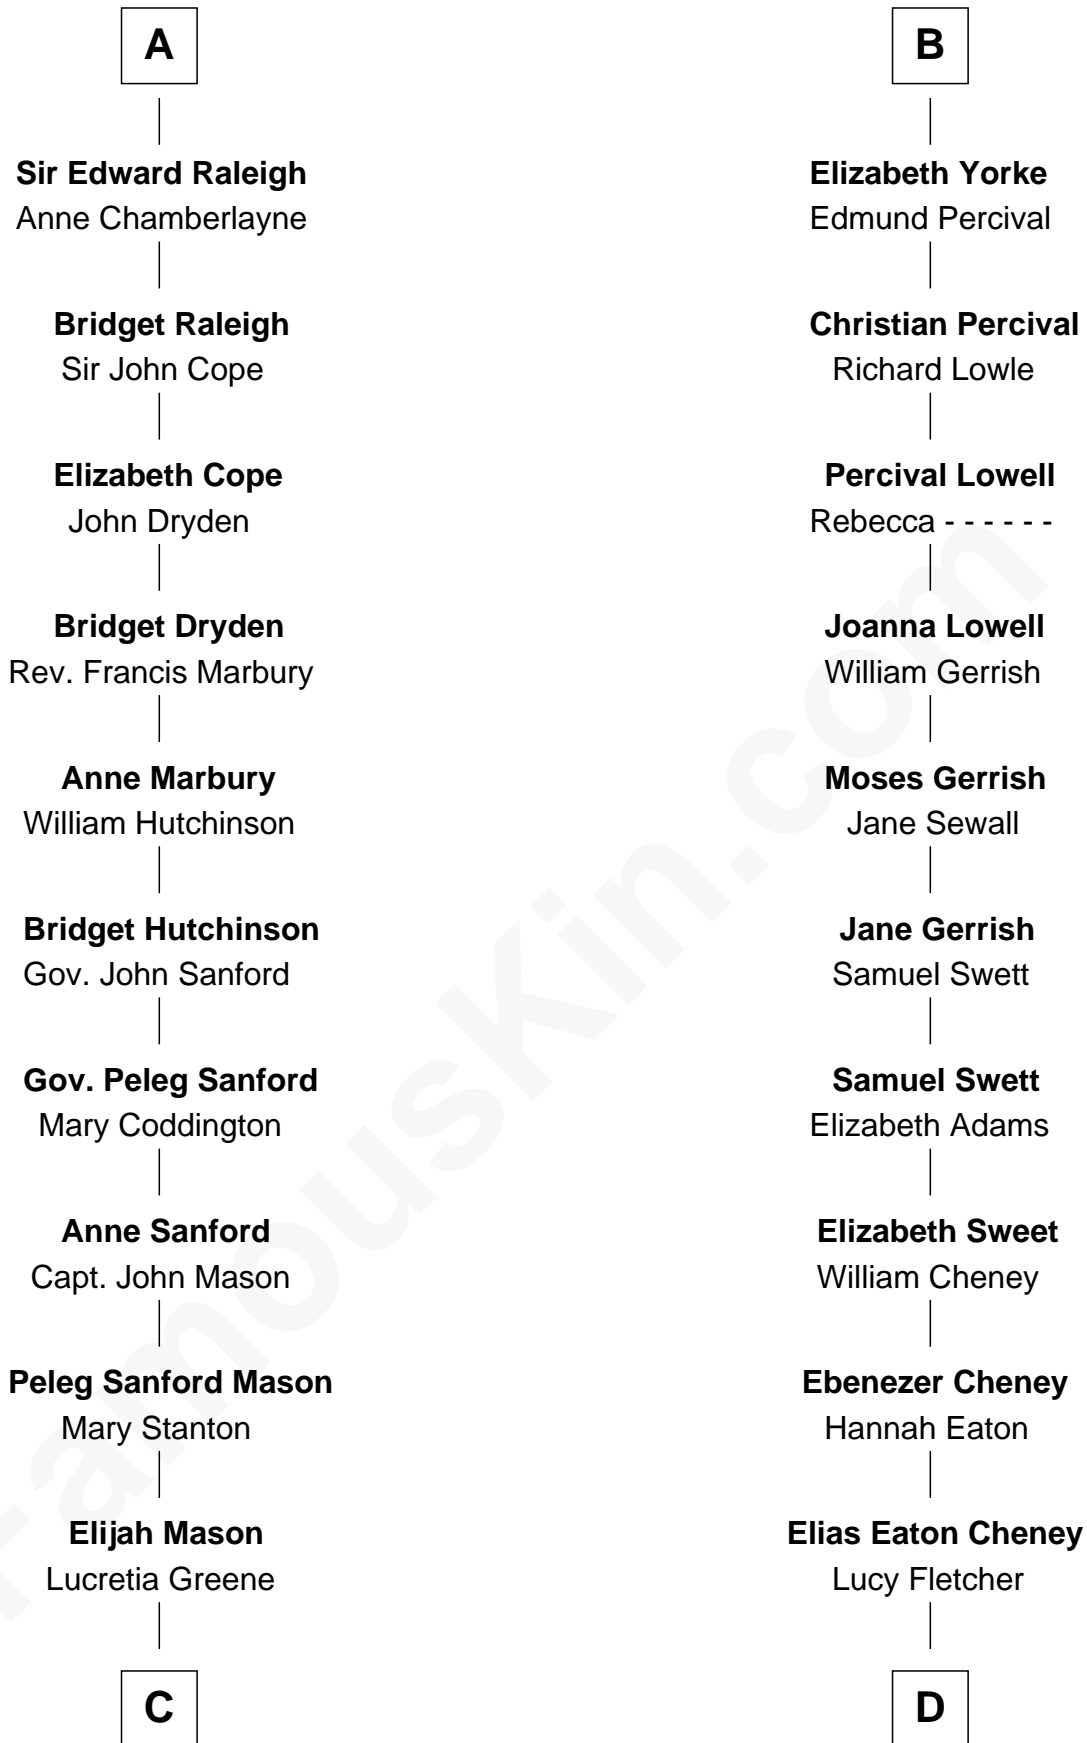 A
Sir Edward Raleigh
Anne Chamberlayne
Bridget Raleigh
Sir John Cope
Elizabeth Cope
John Dryden
Bridget Dryden
Rev. Francis Marbury
Anne Marbury
William Hutchinson
Bridget Hutchinson
Gov. John Sanford
Gov. Peleg Sanford
Mary Coddington
Anne Sanford
Capt. John Mason
Peleg Sanford Mason
Mary Stanton
Elijah Mason
Lucretia Greene
C
B
Elizabeth Yorke
Edmund Percival
Christian Percival
Richard Lowle
Percival Lowell
Rebecca - - - - - -
Joanna Lowell
William Gerrish
Moses Gerrish
Jane Sewall
Jane Gerrish
Samuel Swett
Samuel Swett
Elizabeth Adams
Elizabeth Sweet
William Cheney
Ebenezer Cheney
Hannah Eaton
Elias Eaton Cheney
Lucy Fletcher
D
FamousKin.com